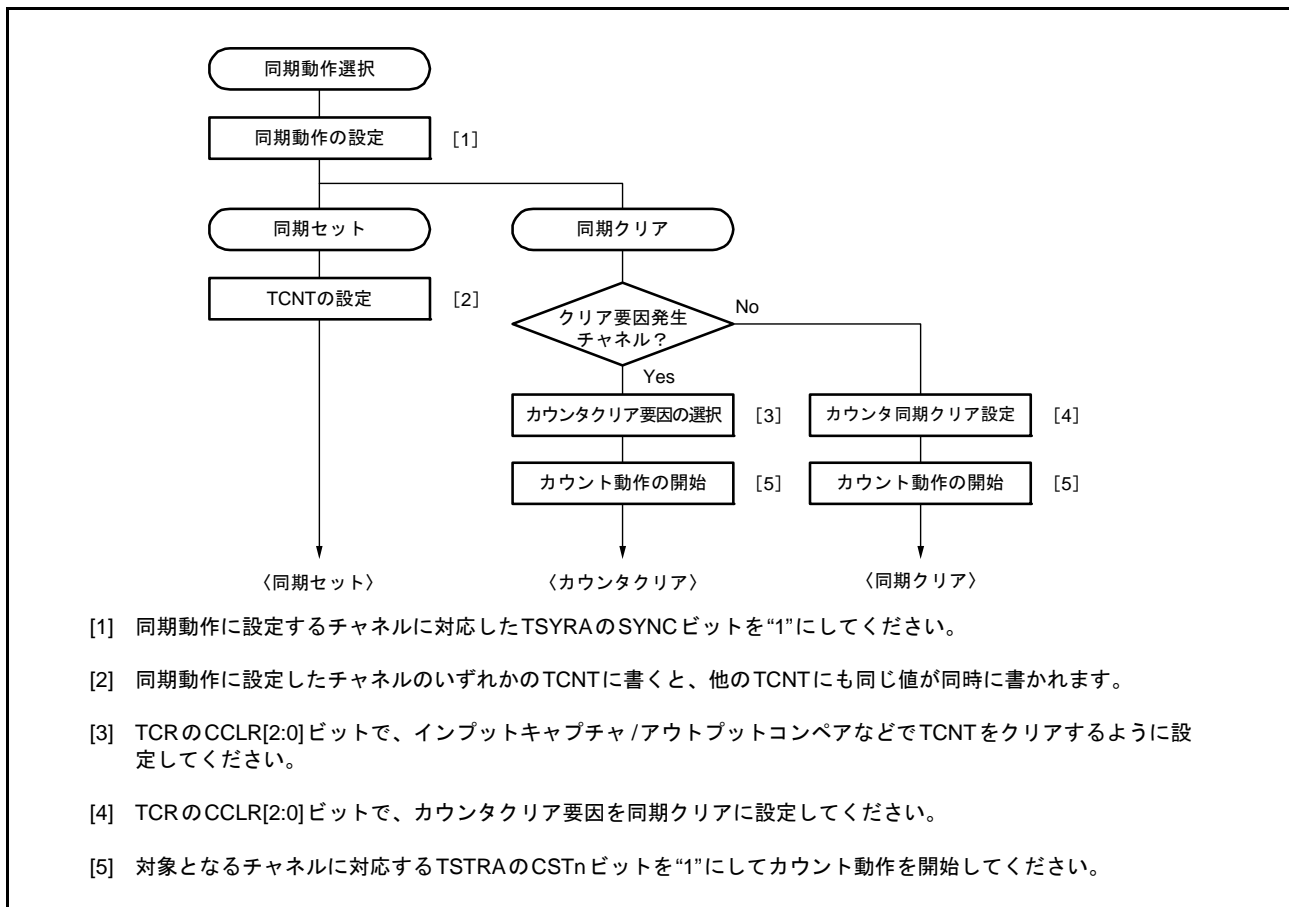 同期動作選択
同期動作の設定 [1]
同期セット 同期クリア
TCNTの設定 [2]
クリア要因発生
チャネル？
No
Yes
カウンタクリア要因の選択 [3] カウンタ同期クリア設定 [4]
カウント動作の開始 [5] カウント動作の開始 [5]
〈同期セット〉 〈カウンタクリア〉 〈同期クリア〉
[1] 同期動作に設定するチャネルに対応したTSYRAのSYNCビットを“1”にしてください。
[2] 同期動作に設定したチャネルのいずれかのTCNTに書くと、他のTCNTにも同じ値が同時に書かれます。
[3] TCRのCCLR[2:0]ビットで、インプットキャプチャ/アウトプットコンペアなどでTCNTをクリアするように設
定してください。
[4] TCRのCCLR[2:0]ビットで、カウンタクリア要因を同期クリアに設定してください。
[5] 対象となるチャネルに対応するTSTRAのCSTnビットを“1”にしてカウント動作を開始してください。